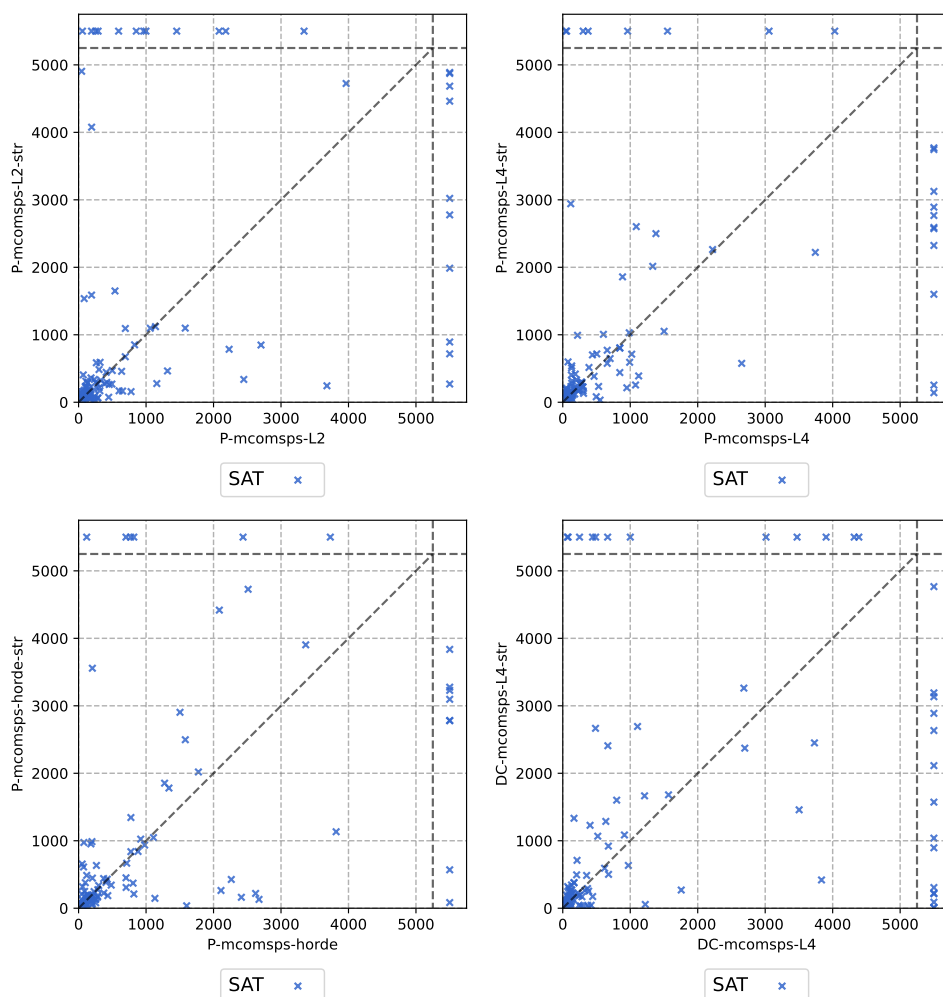 5000
4000
3000
2000
1000
0
P-mcomsps-L2-str
0 1000 2000 3000 4000 5000
P-mcomsps-L2
SAT
5000
4000
3000
2000
1000
0
P-mcomsps-L4-str
0 1000 2000 3000 4000 5000
P-mcomsps-L4
SAT
5000
4000
3000
2000
1000
0
P-mcomsps-horde-str
0 1000 2000 3000 4000 5000
P-mcomsps-horde
SAT
5000
4000
3000
2000
1000
0
DC-mcomsps-L4-str
0 1000 2000 3000 4000 5000
DC-mcomsps-L4
SAT